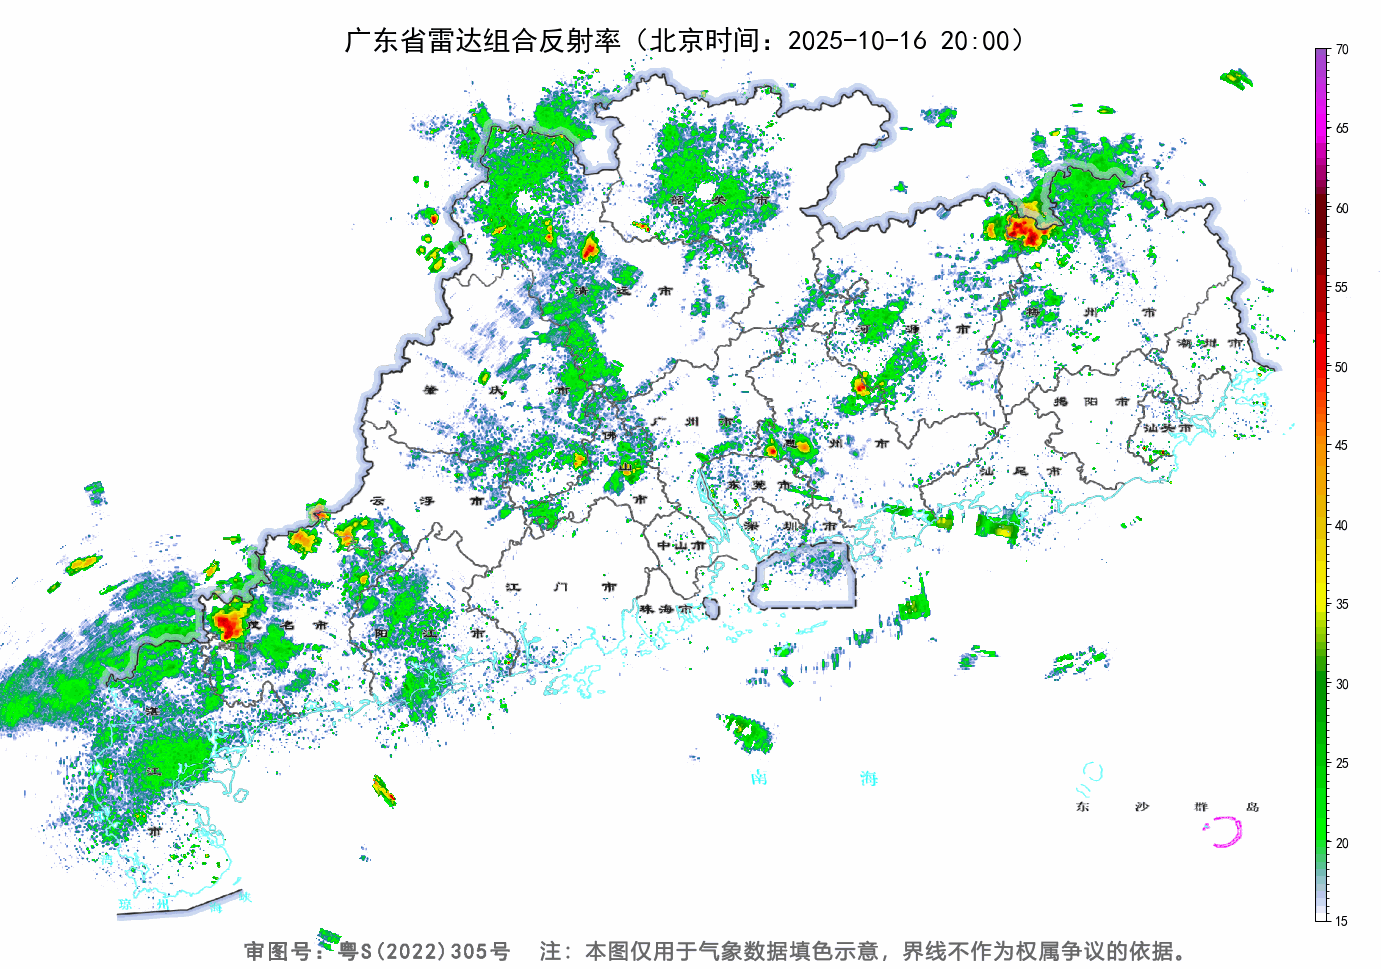 广东省雷达组合反射率（北京时间：2025-10-16 20:00）
70
65
60
55
50
45
40
35
30
25
20
15
韶 关 市
清 远 市
河 源 市
梅 州 市
潮 州 市
肇 庆 市
广 州 市
揭 阳 市
汕头市
佛 山 市
惠 州 市
汕 尾 市
东 莞 市
云 浮 市
深 圳 市
中山市
江 门 市
珠海市
茂 名 市
阳 江 市
湛 江 市
南 海
东 沙 群 岛
琼 州 海 峡
审图号：粤S(2022)305号 注：本图仅用于气象数据填色示意，界线不作为权属争议的依据。